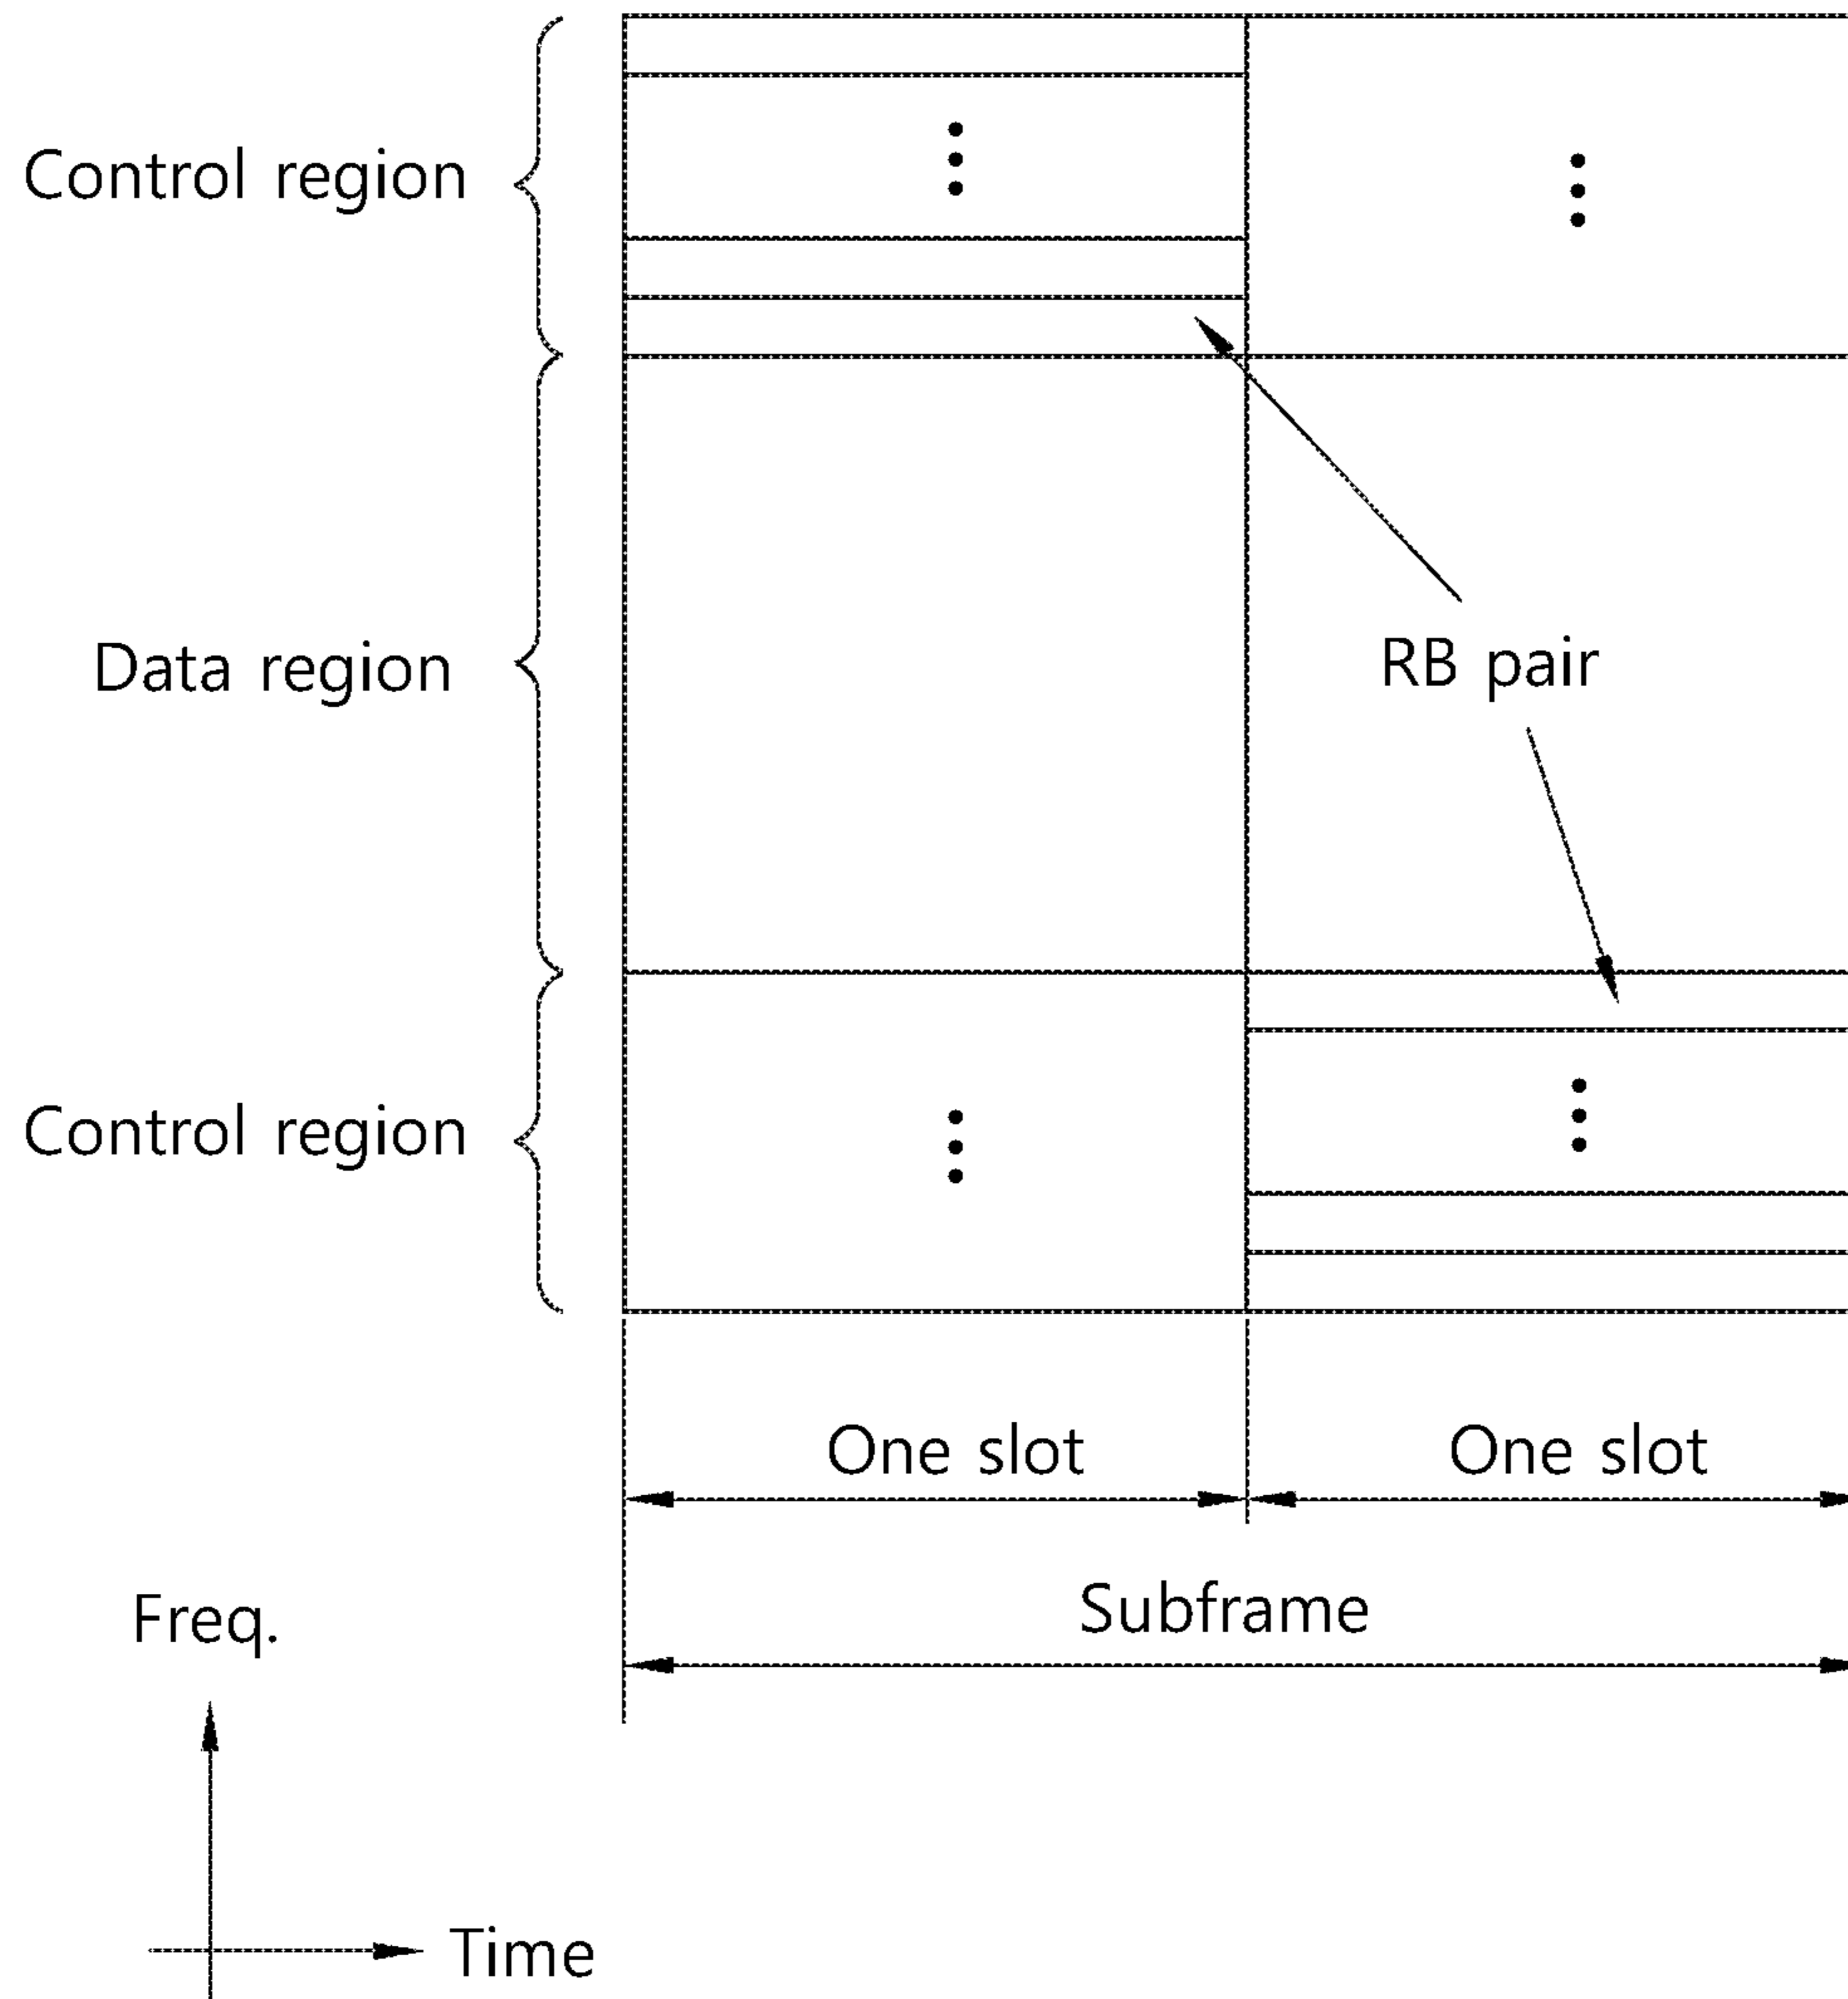 Control region
Data region
RB pair
Control region
One slot
One slot
Subframe
Freq.
Time